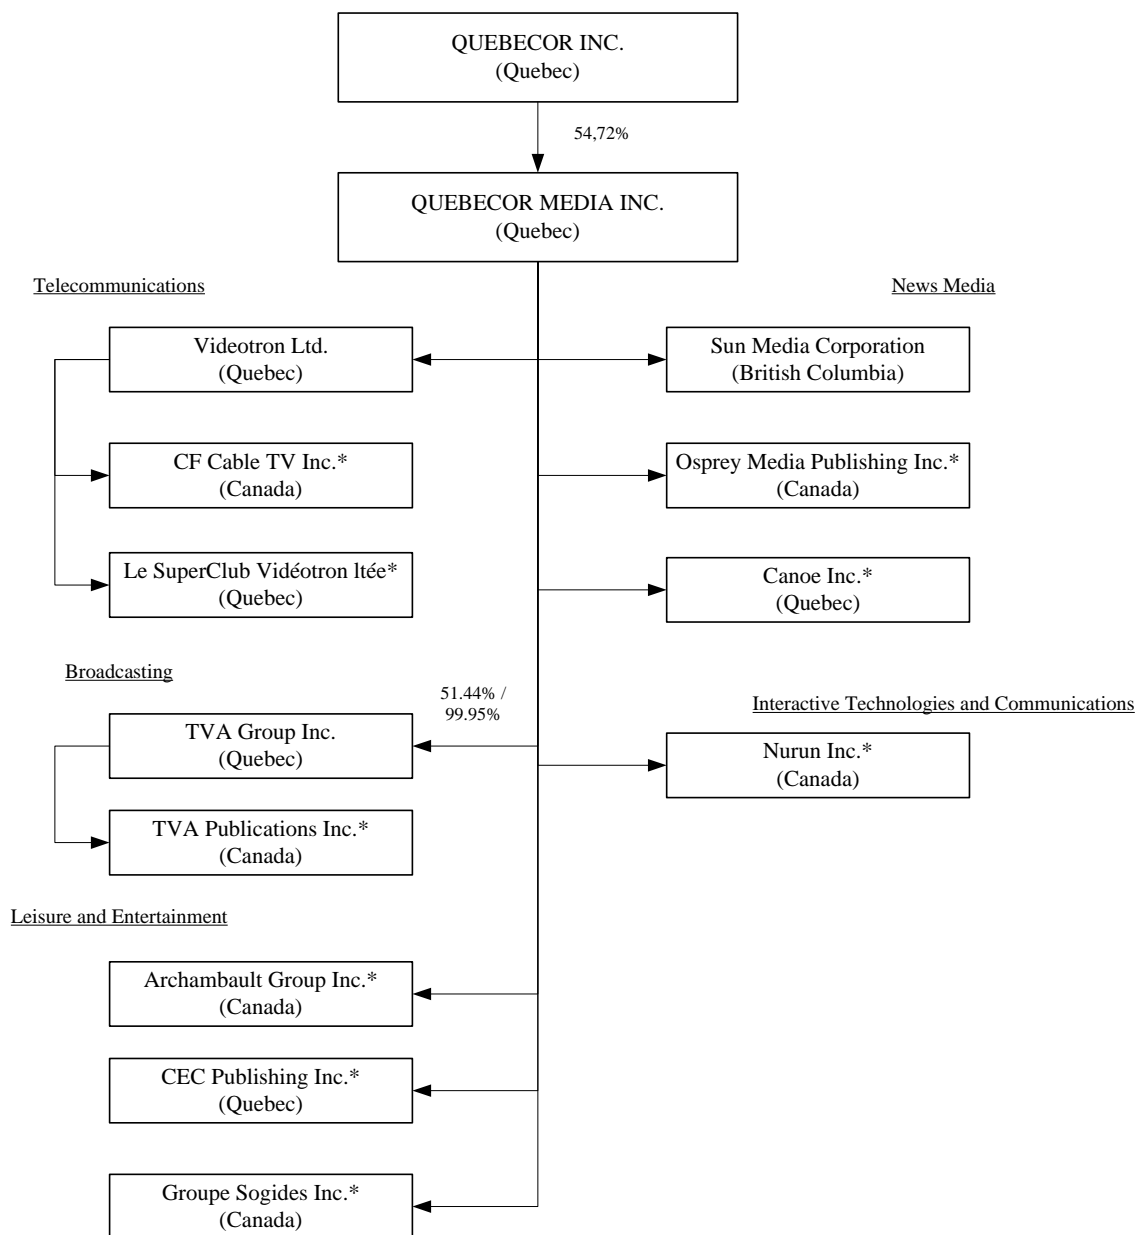 QUEBECOR INC.
(Quebec)
54,72%
QUEBECOR MEDIA INC.
(Quebec)
Telecommunications
News Media
Videotron Ltd.
(Quebec)
Sun Media Corporation
(British Columbia)
CF Cable TV Inc.*
(Canada)
Osprey Media Publishing Inc.*
(Canada)
Le SuperClub Vidéotron ltée*
(Quebec)
Canoe Inc.*
(Quebec)
Broadcasting
51.44% /
99.95%
Interactive Technologies and Communications
TVA Group Inc.
(Quebec)
Nurun Inc.*
(Canada)
TVA Publications Inc.*
(Canada)
Leisure and Entertainment
Archambault Group Inc.*
(Canada)
CEC Publishing Inc.*
(Quebec)
Groupe Sogides Inc.*
(Canada)